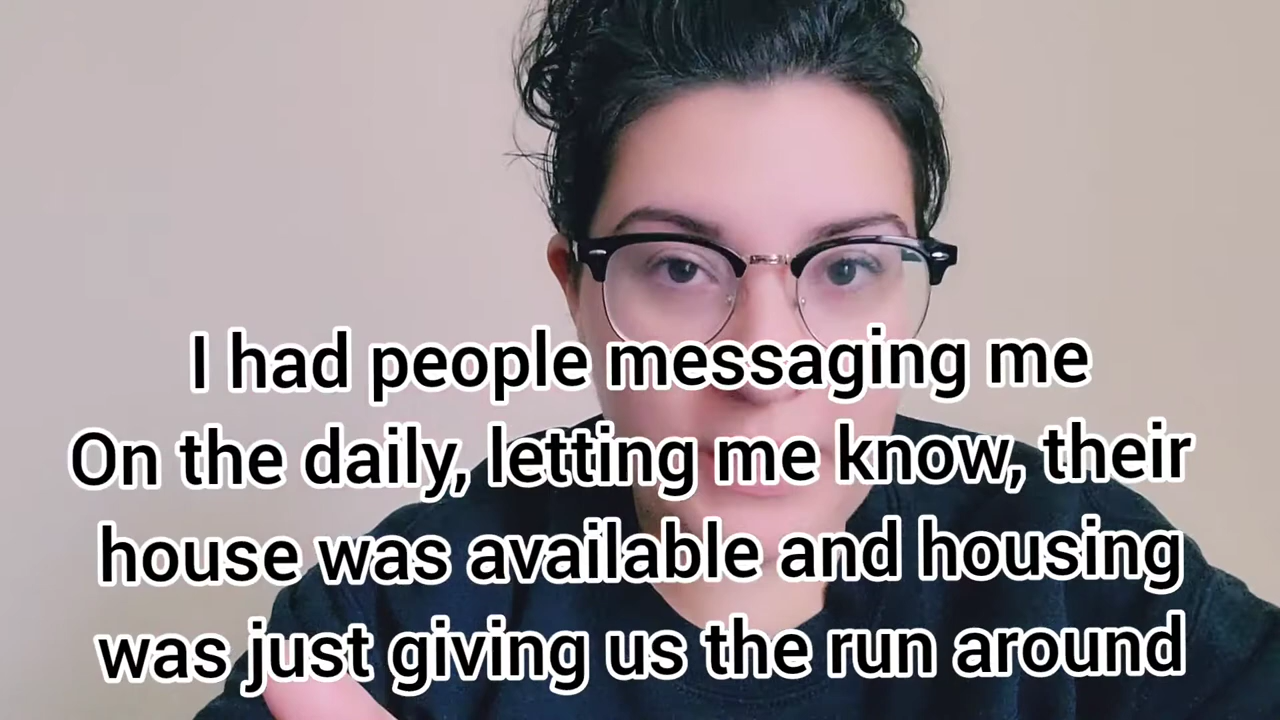 I had people messaging me
On the daily, letting me know, their
house was available and housing
was just giving us the run around